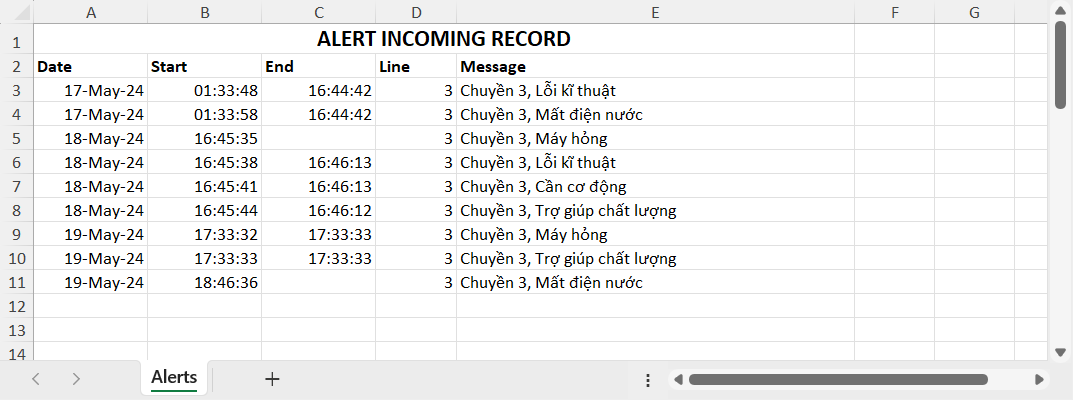 A B C D E F G
1 ALERT INCOMING RECORD
2 Date Start End Line Message
3 17-May-24 01:33:48 16:44:42 3 Chuyền 3, Lỗi kĩ thuật
4 17-May-24 01:33:58 16:44:42 3 Chuyền 3, Mất điện nước
5 18-May-24 16:45:35 3 Chuyền 3, Máy hỏng
6 18-May-24 16:45:38 16:46:13 3 Chuyền 3, Lỗi kĩ thuật
7 18-May-24 16:45:41 16:46:13 3 Chuyền 3, Cần cơ động
8 18-May-24 16:45:44 16:46:12 3 Chuyền 3, Trợ giúp chất lượng
9 19-May-24 17:33:32 17:33:33 3 Chuyền 3, Máy hỏng
10 19-May-24 17:33:33 17:33:33 3 Chuyền 3, Trợ giúp chất lượng
11 19-May-24 18:46:36 3 Chuyền 3, Mất điện nước
12
13
14
Alerts